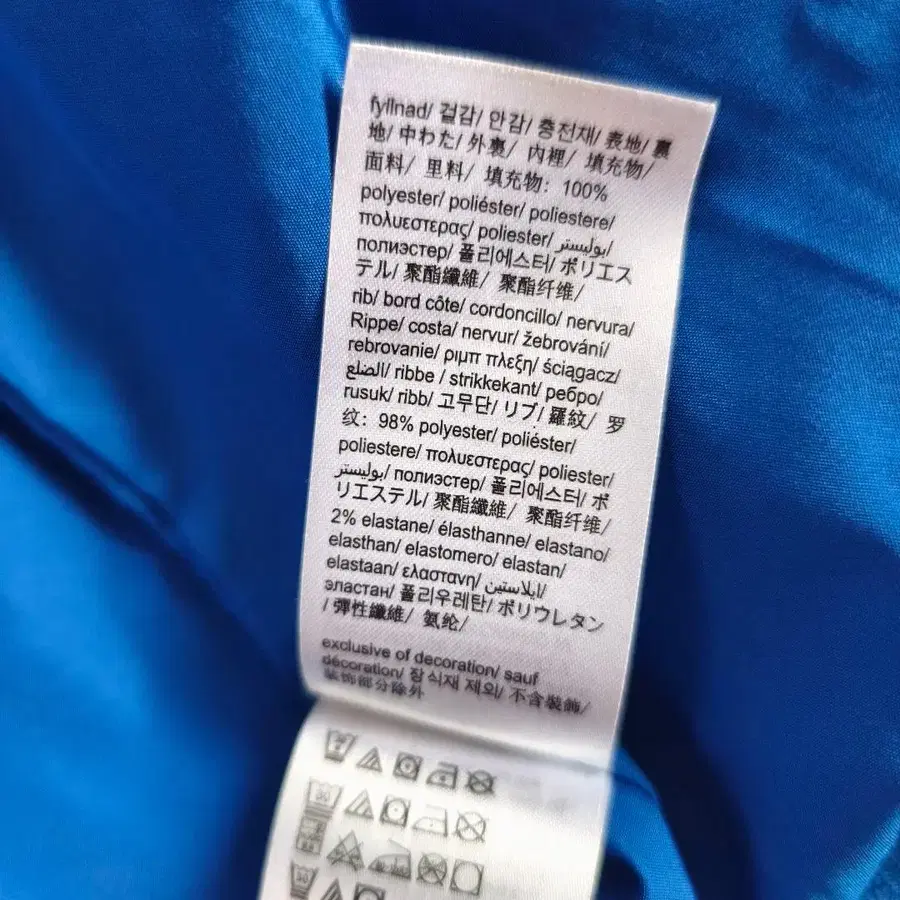 fyllnad/ 겉감/ 안감/ 충전재/ 表地/ 裏
地/ 中わた/ 外裏/ 內裡/ 填充物/
面料/ 里料/ 填充物: 100%
polyester/ poliéster/ poliestere/
πολυεστερας/ poliester/ بوليستر/
полиэстер/ 폴리에스터/ ポリエス
テル/ 聚酯纖維/ 聚酯纤维/
rib/ bord côte/ cordoncillo/ nervura/
Rippe/ costa/ nervur/ žebrování/
rebrovanie/ ριμπ πλεξη/ ściągacz/
الضلع/ ribbe / strikkekant/ ребро/
rusuk/ ribb/ 고무단/ リブ/ 羅紋/ 罗
纹: 98% polyester/ poliéster/
poliestere/ πολυεστερας/ poliester/
بوليستر/ полиэстер/ 폴리에스터/ ポ
リエステル/ 聚酯纖維/ 聚酯纤维/
2% elastane/ élasthanne/ elastano/
elasthan/ elastomero/ elastan/
elastaan/ ελαστανη/ ايلاستين/
эластан/ 폴리우레탄/ ポリウレタン
/ 彈性纖維/ 氨纶/
exclusive of decoration/ sauf
décoration/ 장식재 제외/ 不含裝飾/
装饰部分除外
30